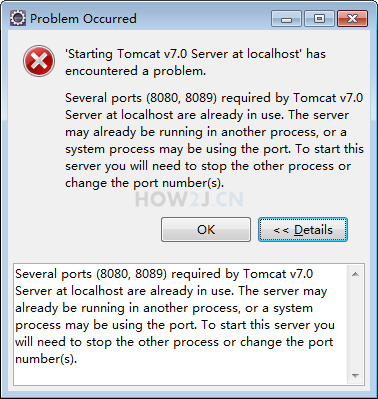 Problem Occurred
'Starting Tomcat v7.0 Server at localhost' has
encountered a problem.
Several ports (8080, 8089) required by Tomcat v7.0
Server at localhost are already in use. The server
may already be running in another process, or a
system process may be using the port. To start this
server you will need to stop the other process or
change the port number(s).
HOW2J.CN
OK
<< Details
Several ports (8080, 8089) required by Tomcat v7.0
Server at localhost are already in use. The server may
already be running in another process, or a system
process may be using the port. To start this server you
will need to stop the other process or change the port
number(s).